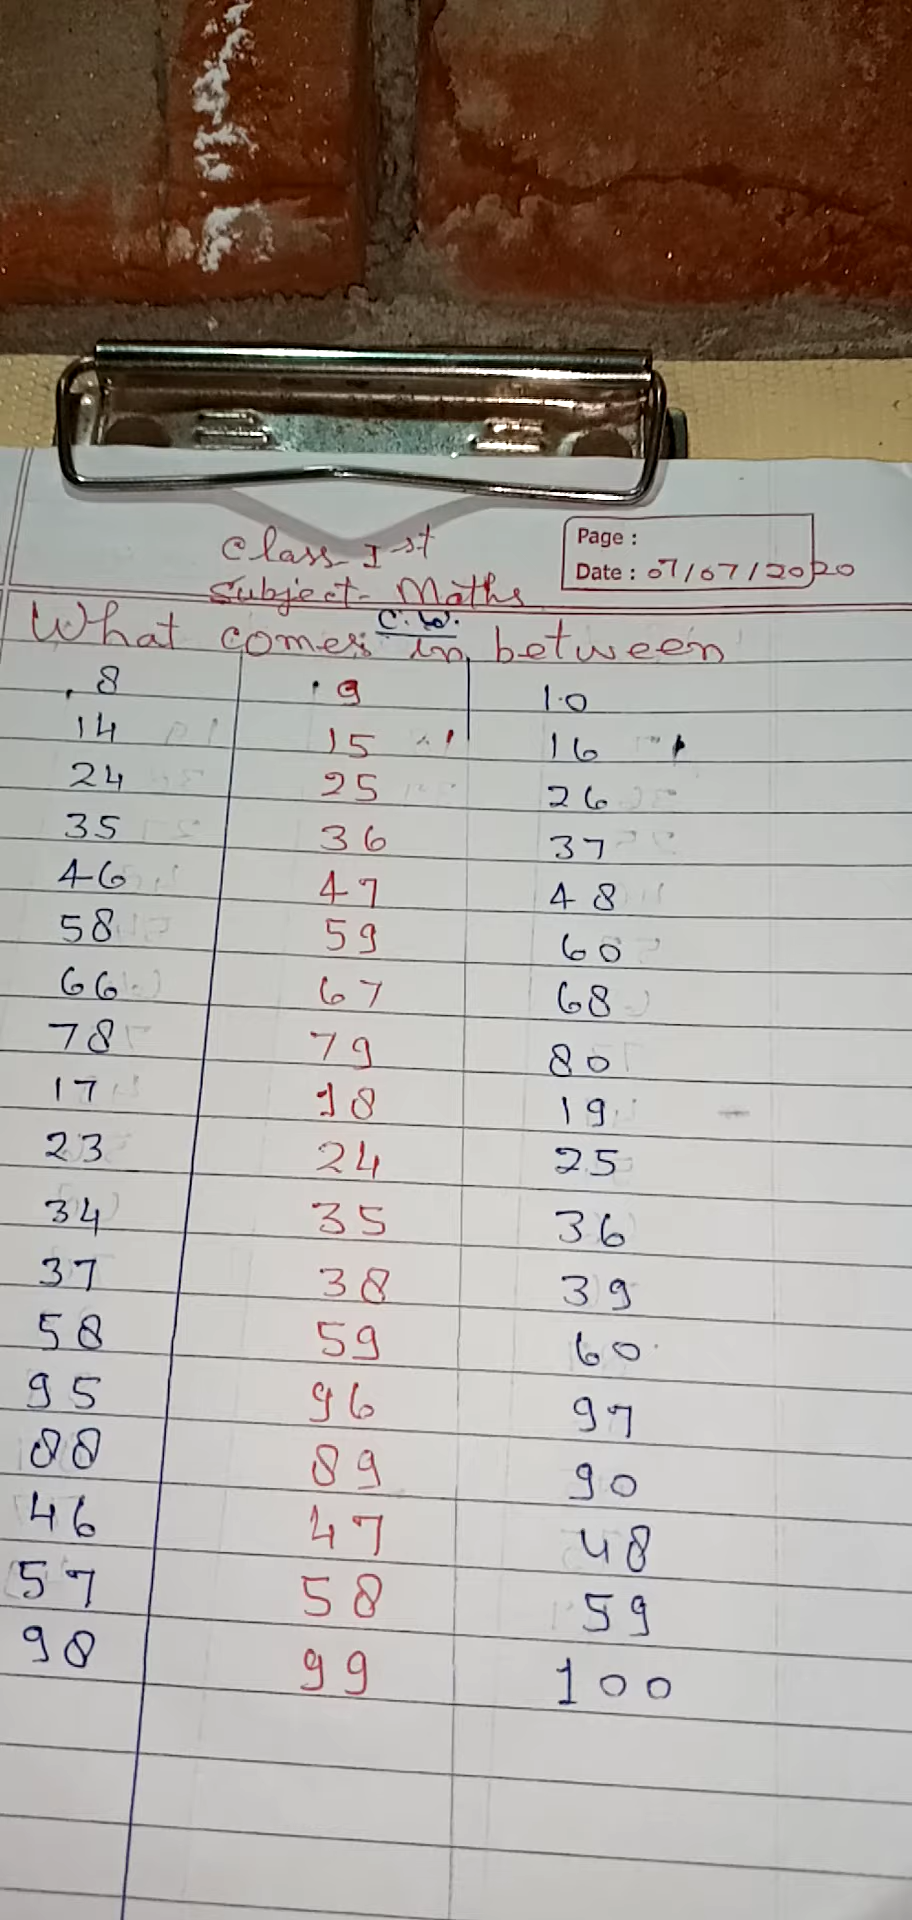 Class Ist
Page :
Subject - Maths
Date : 07/07/2020
C.W.
What comes in between
8 9 10
14 15 16
24 25 26
35 36 37
46 47 48
58 59 60
66 67 68
78 79 80
17 18 19
23 24 25
34 35 36
37 38 39
58 59 60
95 96 97
88 89 90
46 47 48
57 58 59
98 99 100